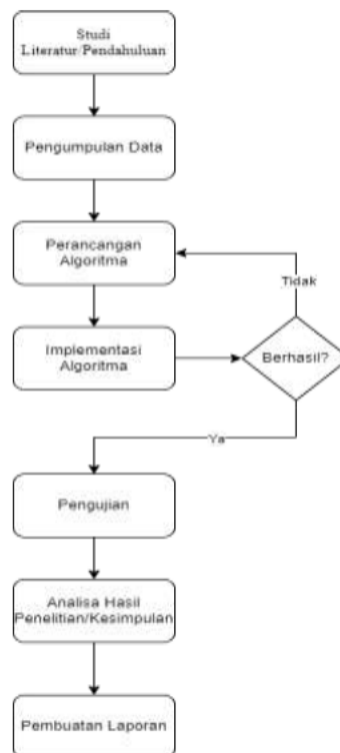 Studi
Literatur/Pendahuluan
Pengumpulan Data
Perancangan
Algoritma
Tidak
Implementasi
Algoritma
Berhasil?
Ya
Pengujian
Analisa Hasil
Penelitian/Kesimpulan
Pembuatan Laporan